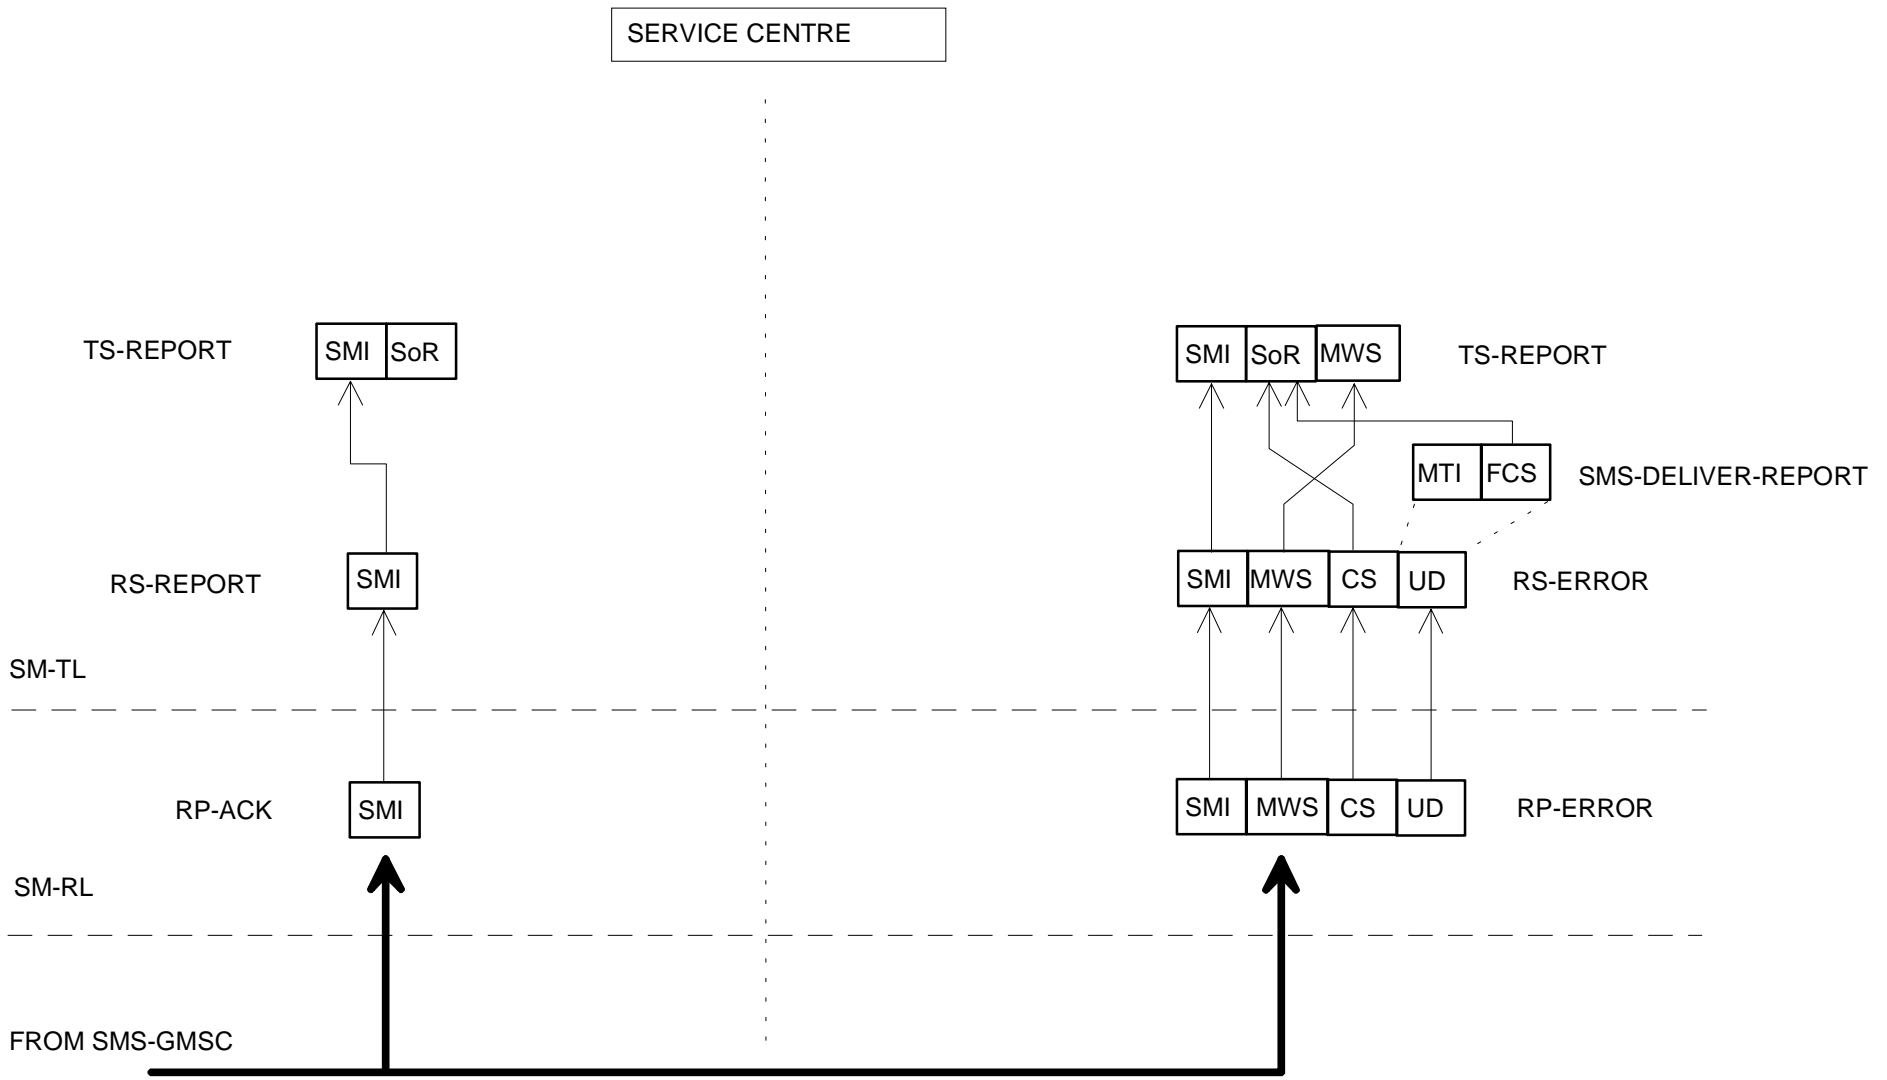 SERVICE CENTRE
TS-REPORT SMI SoR SMI SoR MWS TS-REPORT
MTI FCS SMS-DELIVER-REPORT
RS-REPORT SMI SMI MWS CS UD RS-ERROR
SM-TL
RP-ACK SMI SMI MWS CS UD RP-ERROR
SM-RL
FROM SMS-GMSC